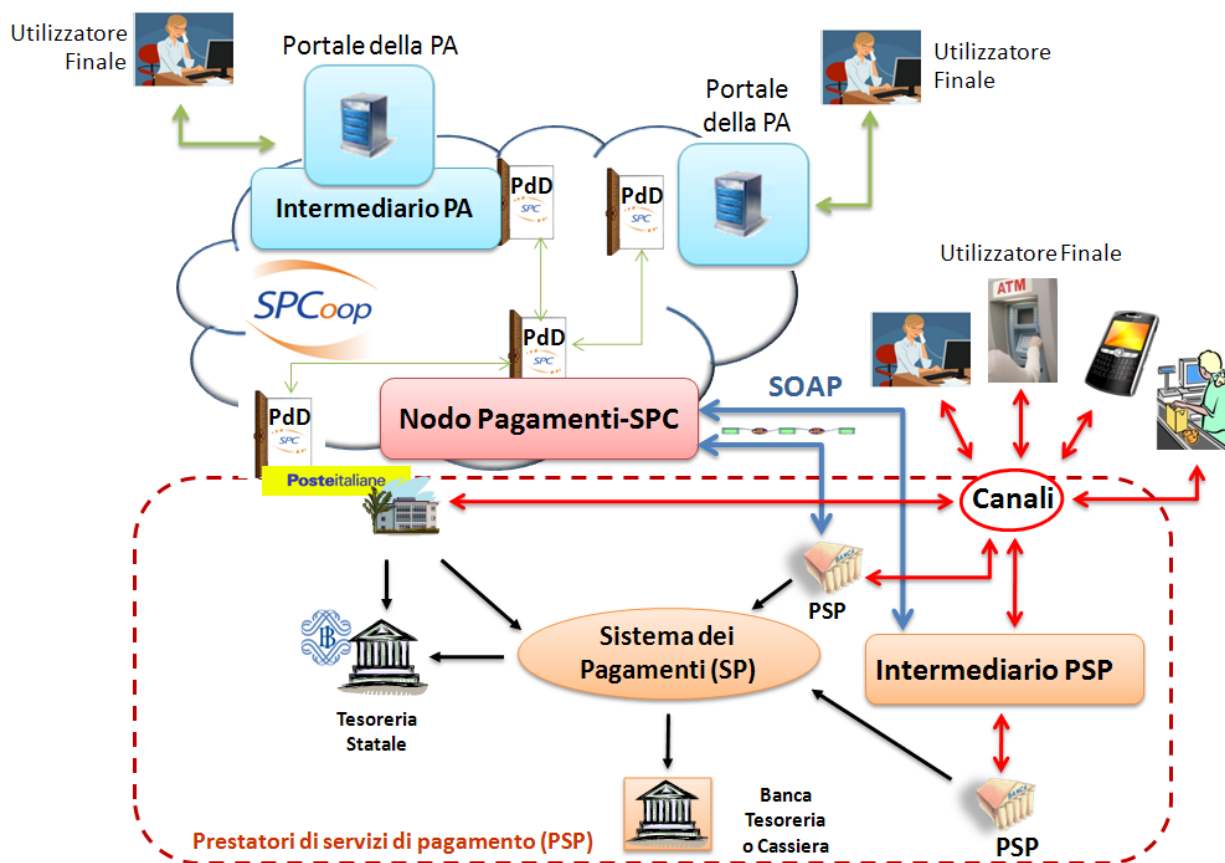 Utilizzatore
Finale
Portale della PA
Utilizzatore
Finale
Portale
della PA
PdD
SPC
PdD
SPC
Intermediario PA
Utilizzatore Finale
ATM
SPCoop
PdD
SPC
SOAP
PdD
SPC
Nodo Pagamenti-SPC
Posteitaliane
Canali
BANCA
PSP
Sistema dei
Pagamenti (SP)
Intermediario PSP
Tesoreria
Statale
Banca
Tesoreria
o Cassiera
PSP
Prestatori di servizi di pagamento (PSP)